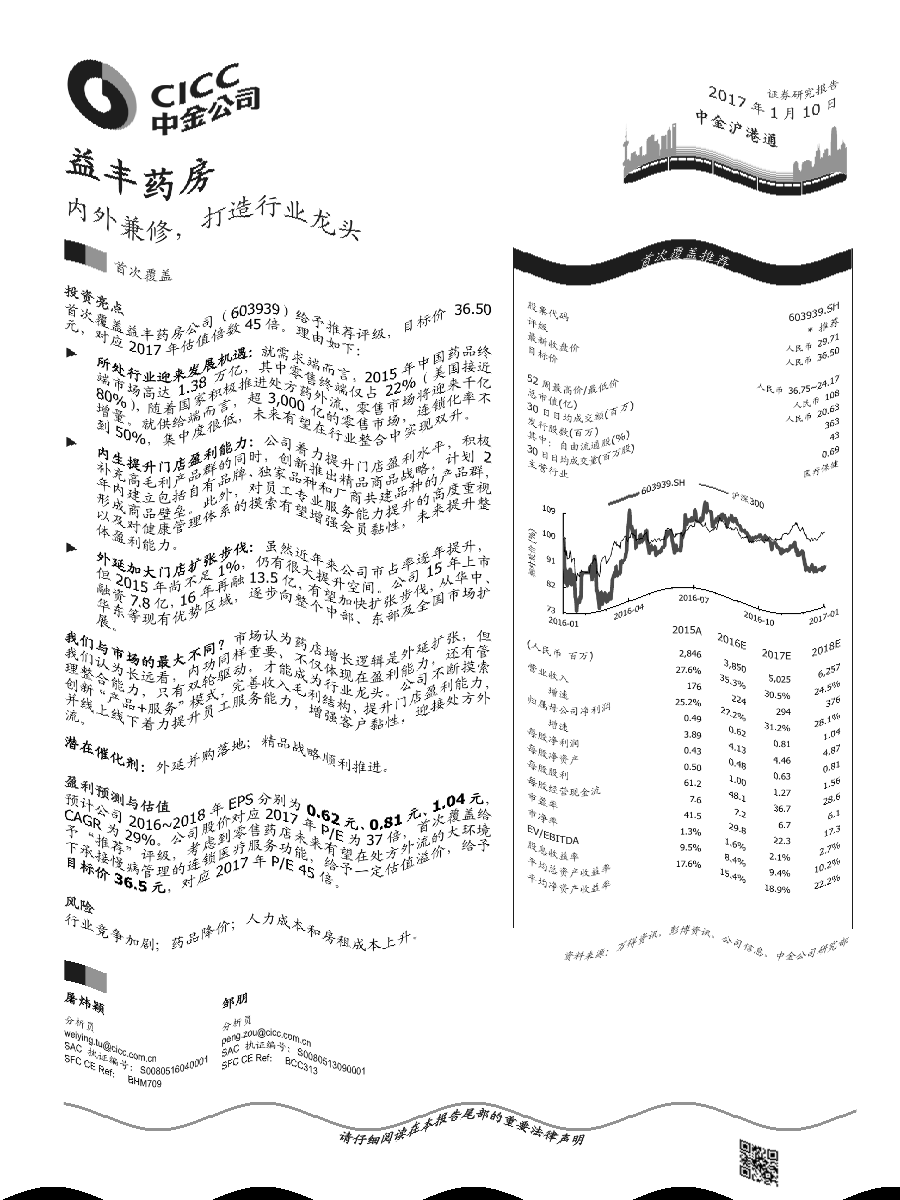 CICC
中金公司
证券研究报告
2017 年 1 月 10 日
中金沪港通
益丰药房
内外兼修，打造行业龙头
首次覆盖
投资亮点
首次覆盖益丰药房公司（603939）给予推荐评级，目标价 36.50
元，对应 2017 年估值倍数 45 倍。理由如下：
► 所处行业迎来发展机遇：就需求端而言，2015 年中国药品终
端市场高达 1.38 万亿，其中零售终端仅占 22%（美国接近
80%），随着国家积极推进处方药外流、零售市场将迎来千亿
增量。就供给端而言，超 3,000 亿的零售市场，连锁化率不
到 50%，集中度很低，未来有望在行业整合中实现双升。
► 内生提升门店盈利能力：公司着力提升门店盈利水平，积极
补充高毛利产品群的同时，创新推出精品商品战略：计划 2
年内建立包括自有品牌、独家品种和厂商共建品种的产品群，
形成商品壁垒。此外，对员工专业服务能力提升的高度重视
以及对健康管理体系的摸索有望增强会员黏性，未来提升整
体盈利能力。
► 外延加大门店扩张步伐：虽然近年来公司市占率逐年提升，
但 2015 年尚不足 1%，仍有很大提升空间。公司 15 年上市
融资 7.8 亿，16 年再融 13.5 亿，有望加快扩张步伐，从华中、
华东等现有优势区域，逐步向整个中部、东部及全国市场扩
展。
我们与市场的最大不同？市场认为药店增长逻辑是外延扩张，但
我们认为长远看，内功同样重要，不仅体现在盈利能力，还有管
理整合能力，只有双轮驱动，才能成为行业龙头。公司不断摸索
创新“产品+服务”模式，完善收入毛利结构、提升门店盈利能力，
并线上线下着力提升员工服务能力，增强客户黏性，迎接处方外
流。
潜在催化剂：外延并购落地；精品战略顺利推进。
盈利预测与估值
预计公司 2016~2018 年 EPS 分别为 0.62 元、0.81 元、1.04 元，
CAGR 为 29%。公司股价对应 2017 年 P/E 为 37 倍，首次覆盖给
予“推荐”评级，考虑到零售药店未来有望在处方外流的大环境
下承接慢病管理的连锁医疗服务功能，给予一定估值溢价，给予
目标价 36.5 元，对应 2017 年 P/E 45 倍。
风险
行业竞争加剧；药品降价；人力成本和房租成本上升。
屠炜颖
分析员
weiying.tu@cicc.com.cn
SAC 执证编号：S0080516040001
SFC CE Ref: BHM709
邹朋
分析员
peng.zou@cicc.com.cn
SAC 执证编号：S0080513090001
SFC CE Ref: BCC313
首次覆盖推荐
股票代码 603939.SH
评级 * 推荐
最新收盘价 人民币 29.71
目标价 人民币 36.50
52 周最高价/最低价 人民币 36.75~24.17
总市值(亿) 人民币 108
30 日日均成交额(百万) 人民币 20.63
发行股数(百万) 363
其中：自由流通股(%) 43
30 日日均成交量(百万股) 0.69
主营行业 医疗保健
603939.SH 沪深300
相对股价 (%)
109
100
91
82
73
2016-01 2016-04 2016-07 2016-10 2017-01
(人民币 百万) 2015A 2016E 2017E 2018E
营业收入 2,846 3,850 5,025 6,257
增速 27.6% 35.3% 30.5% 24.5%
归属母公司净利润 176 224 294 376
增速 25.2% 27.2% 31.2% 28.1%
每股净利润 0.49 0.62 0.81 1.04
每股净资产 3.89 4.13 4.46 4.87
每股股利 0.43 0.48 0.63 0.81
每股经营现金流 0.50 1.00 1.27 1.56
市盈率 61.2 48.1 36.7 28.6
市净率 7.6 7.2 6.7 6.1
EV/EBITDA 41.5 29.8 22.3 17.3
股息收益率 1.3% 1.6% 2.1% 2.7%
平均总资产收益率 9.5% 8.4% 9.4% 10.2%
平均净资产收益率 17.6% 15.4% 18.9% 22.2%
资料来源：万得资讯，彭博资讯、公司信息、中金公司研究部
请仔细阅读在本报告尾部的重要法律声明